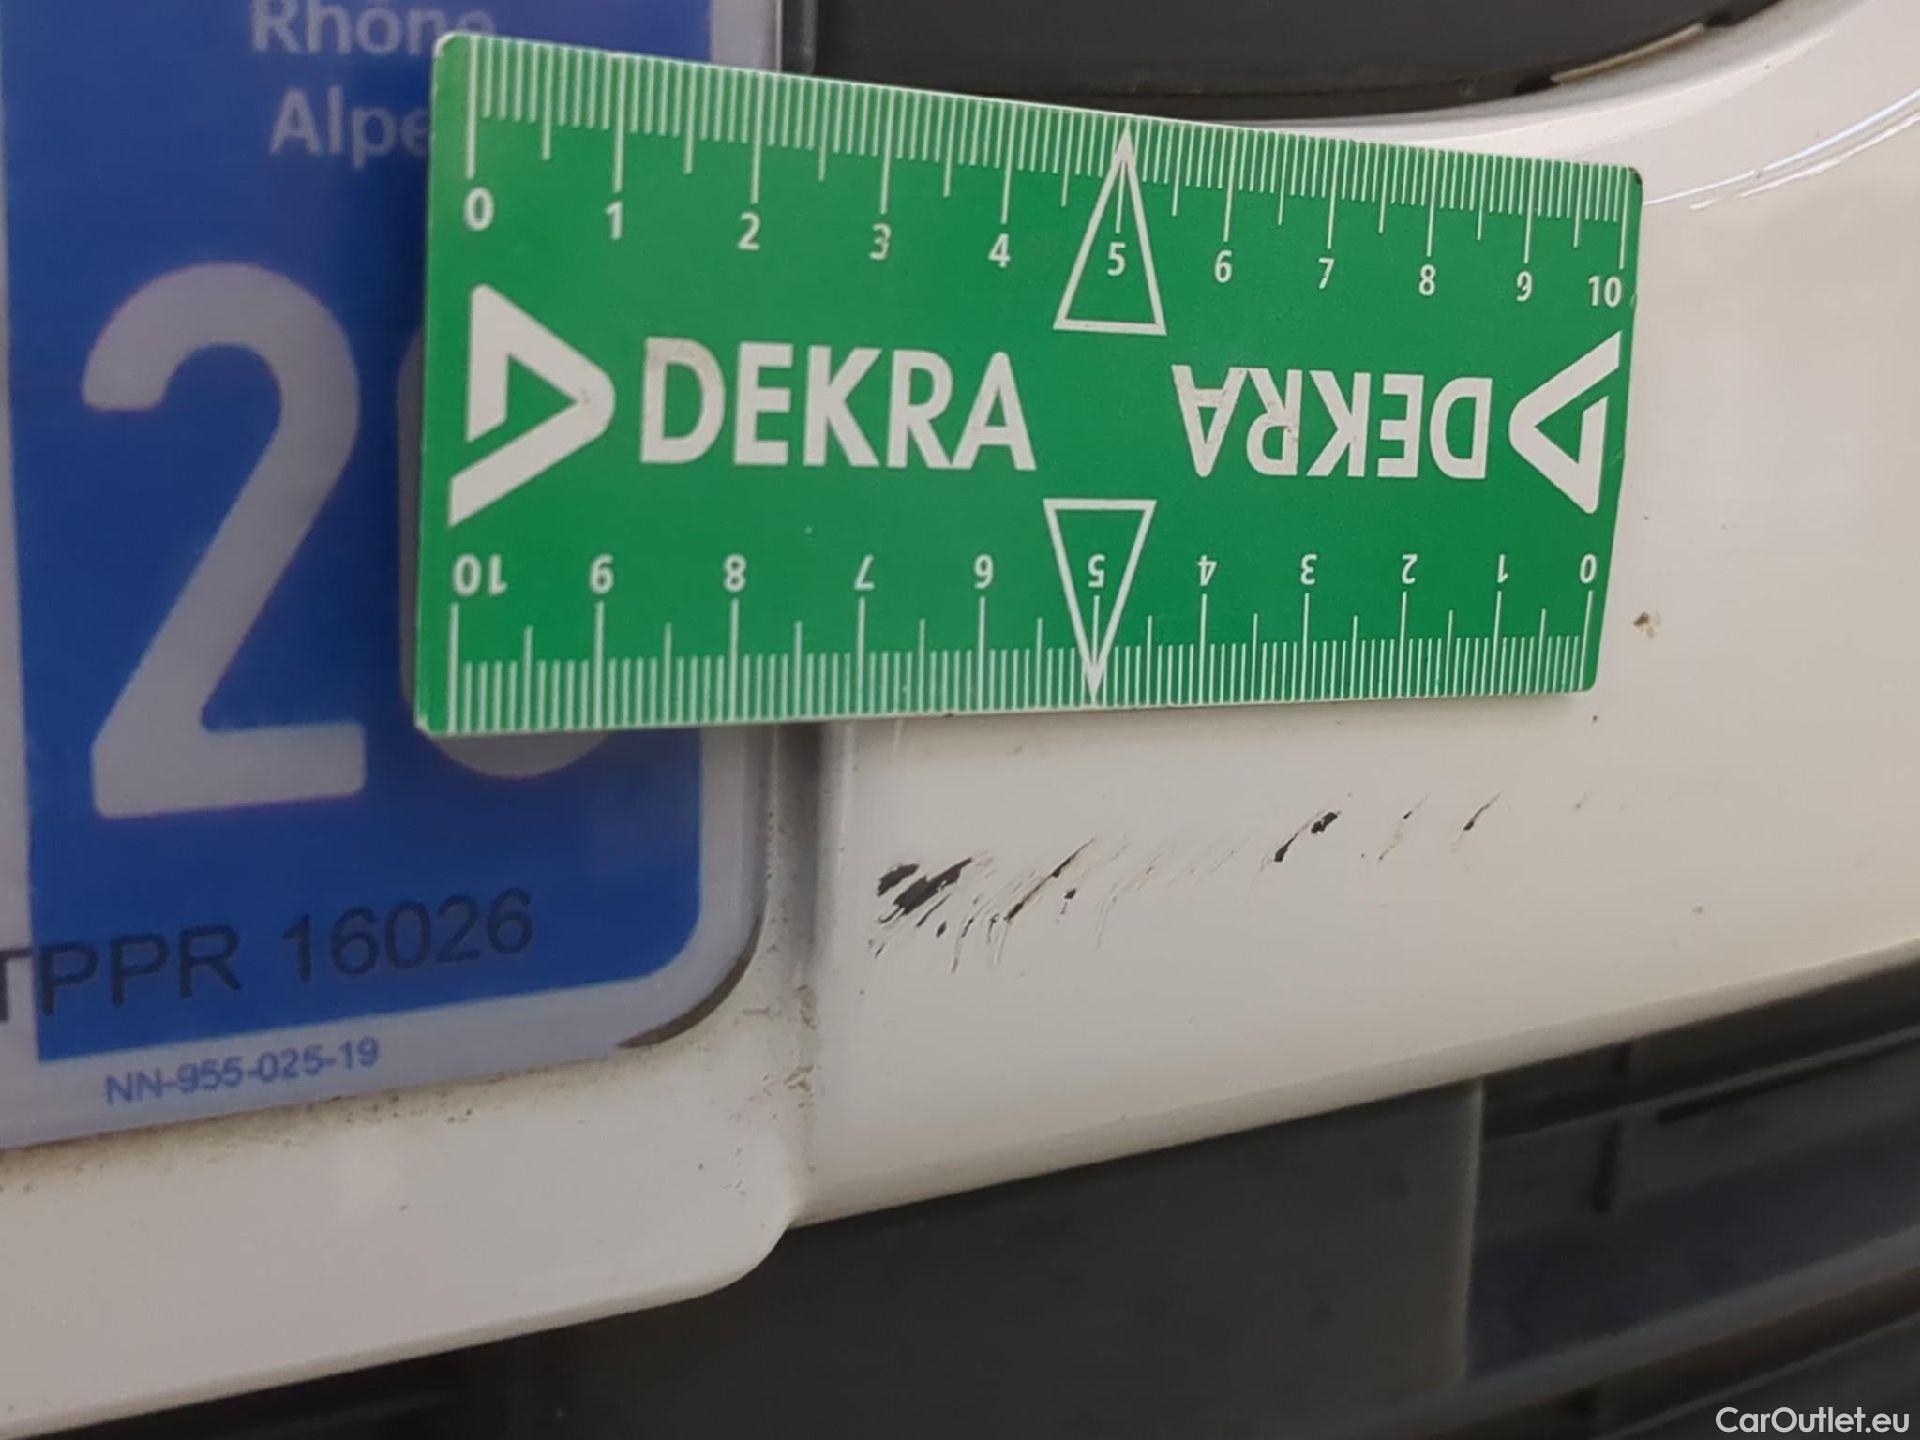 Rhône
Alpe
0 1 2 3 4 5 6 7 8 9 10
DEKRA DEKRA
10 9 8 7 6 5 4 3 2 1 0
2
TPPR 16026
NN-955-025-19
CarOutlet.eu